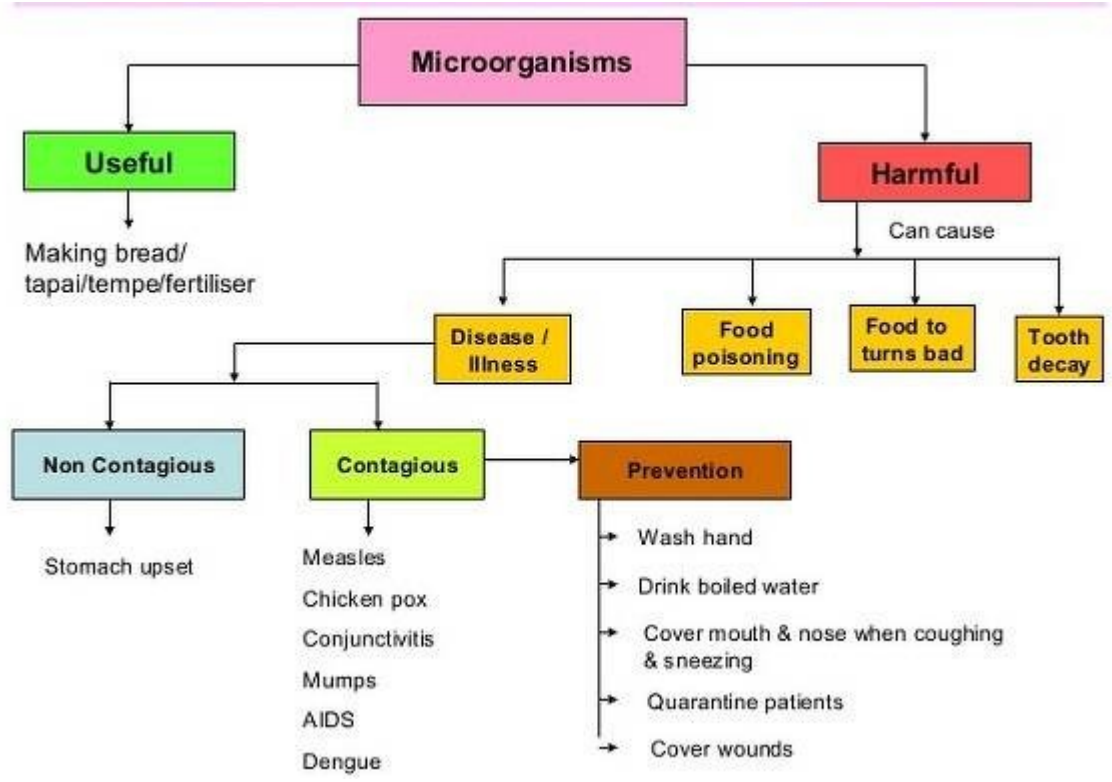 Microorganisms
Useful
Harmful
Making bread/
tapai/tempe/fertiliser
Can cause
Disease /
Illness
Food
poisoning
Food to
turns bad
Tooth
decay
Non Contagious
Contagious
Prevention
Stomach upset
Measles
Chicken pox
Conjunctivitis
Mumps
AIDS
Dengue
Wash hand
Drink boiled water
Cover mouth & nose when coughing
& sneezing
Quarantine patients
Cover wounds